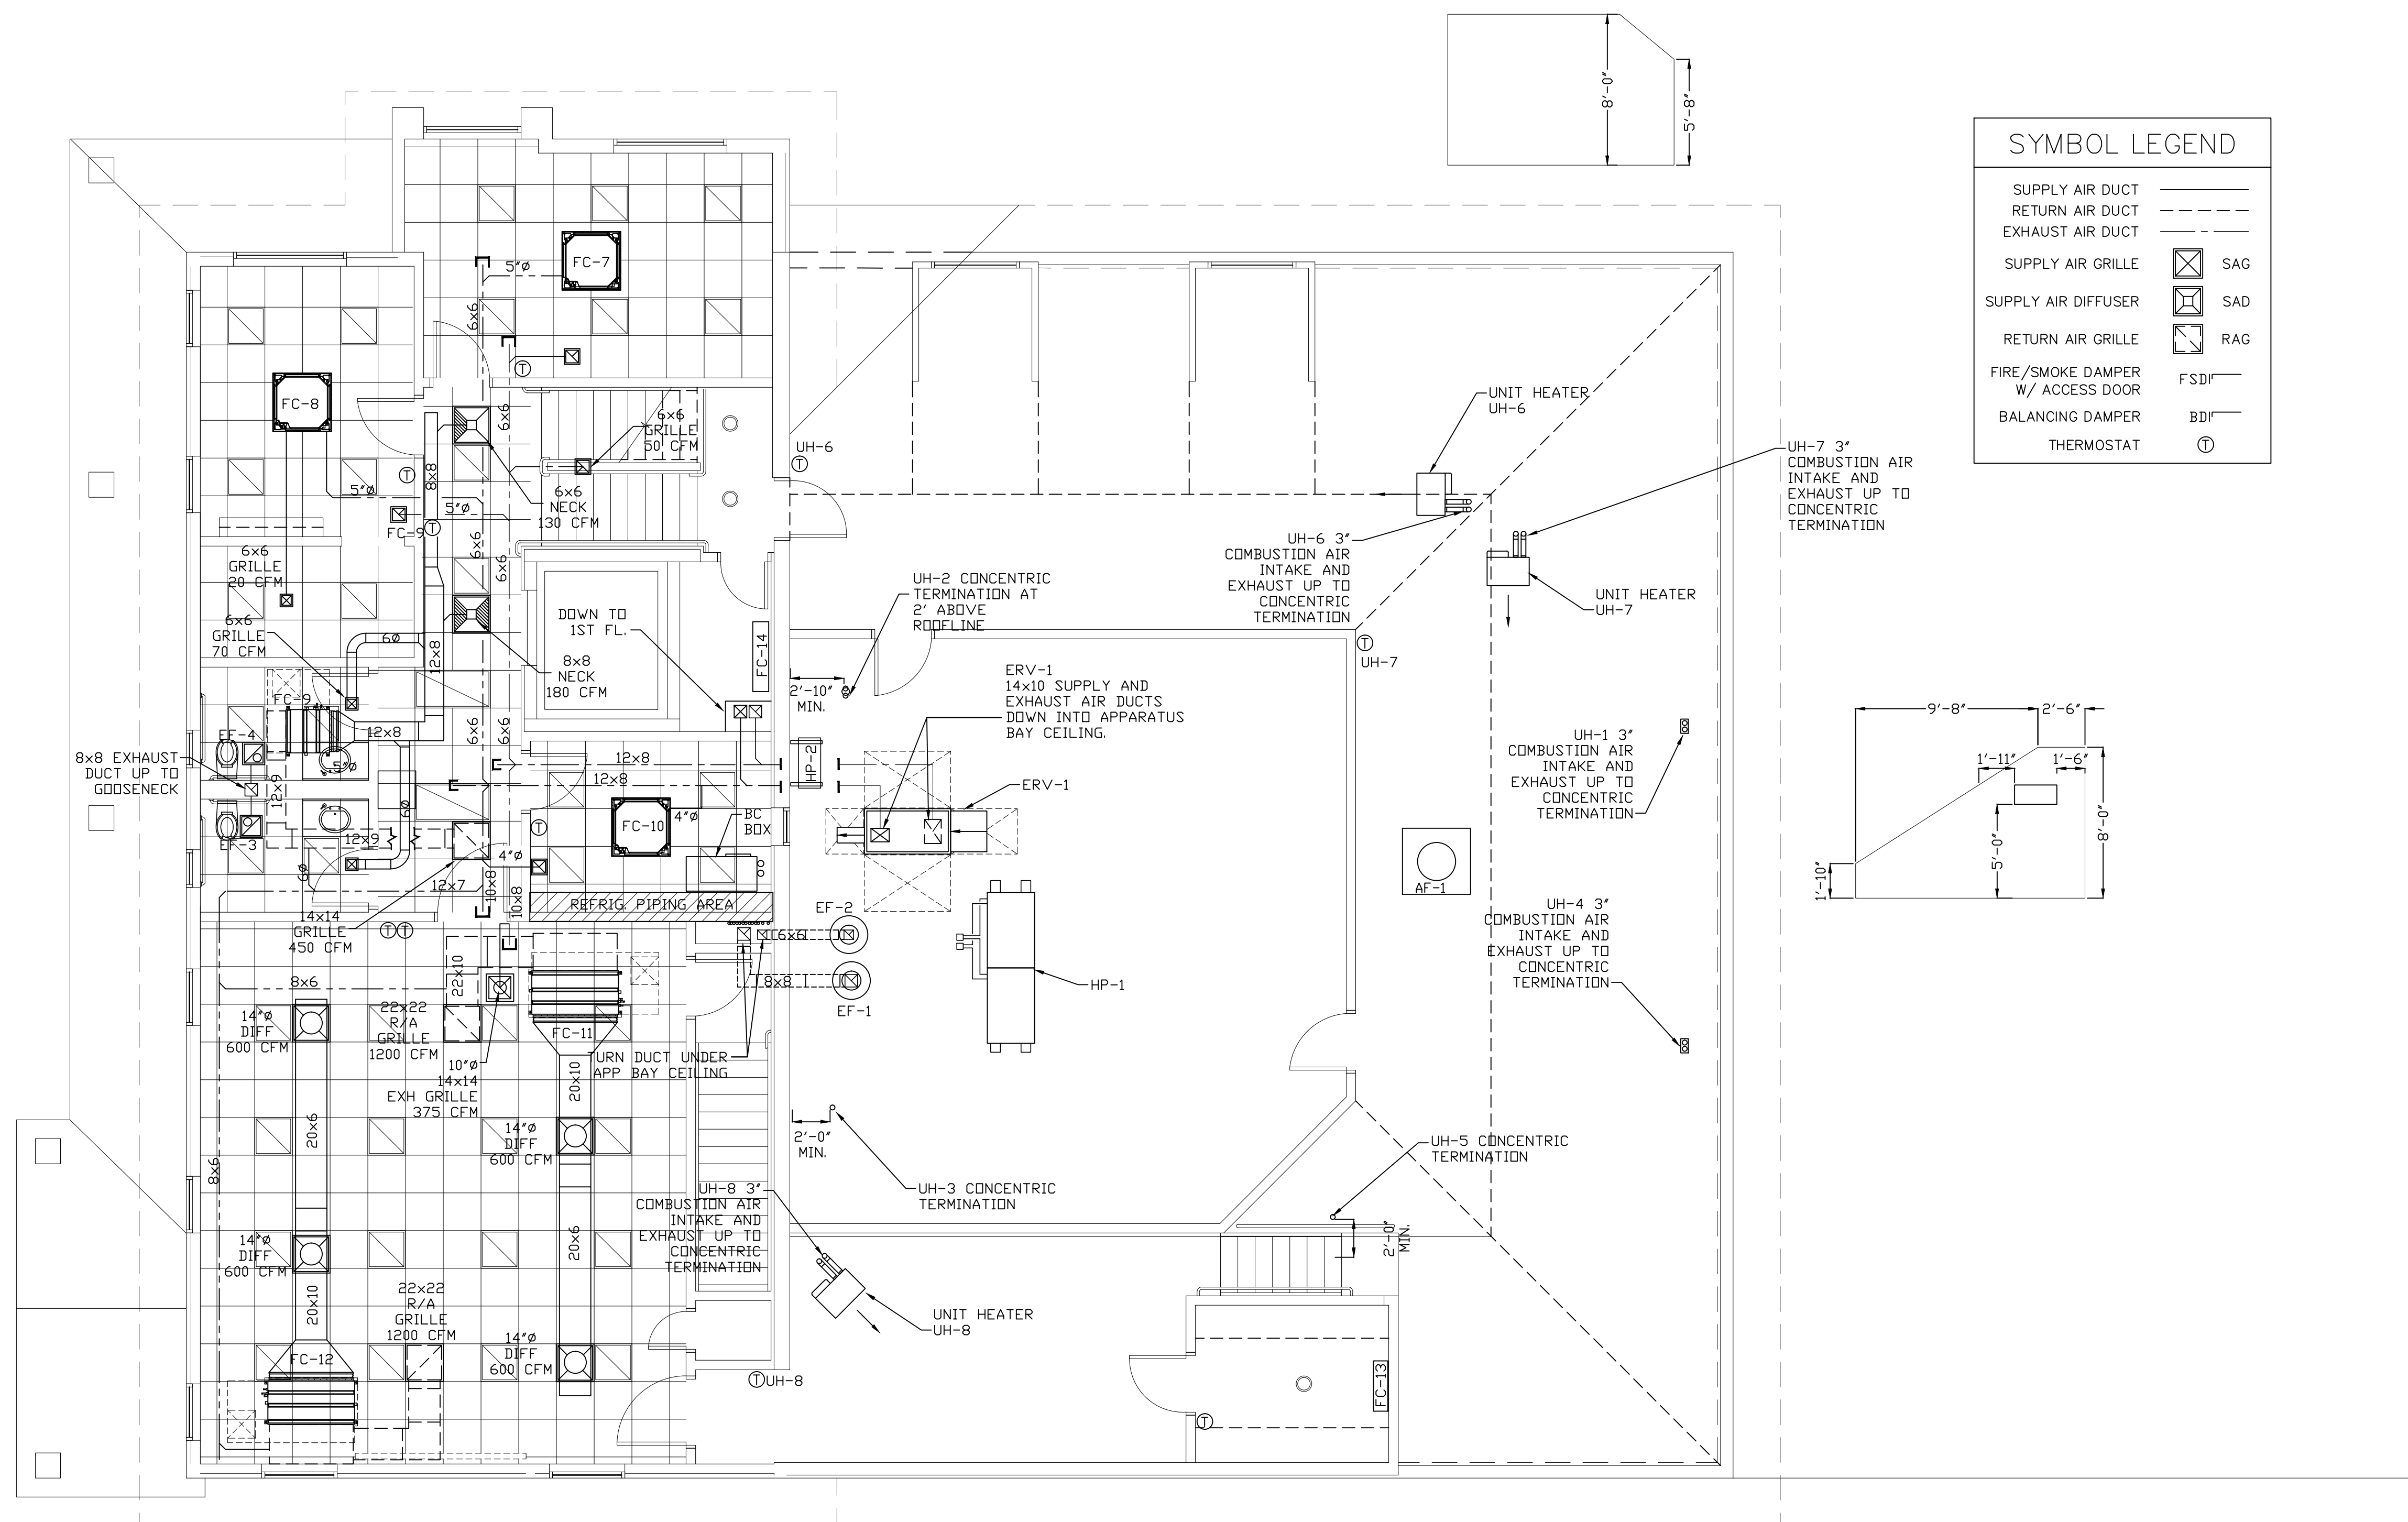 8'-0"
5'-8"
SYMBOL LEGEND
SUPPLY AIR DUCT
RETURN AIR DUCT
EXHAUST AIR DUCT
SUPPLY AIR GRILLE SAG
SUPPLY AIR DIFFUSER SAD
RETURN AIR GRILLE RAG
FIRE/SMOKE DAMPER
W/ ACCESS DOOR FSD
BALANCING DAMPER BD
THERMOSTAT T
FC-7
5"ø
6x6
T
FC-8
5"ø
T
6x6
6x6
GRILLE
50 CFM
8x8
6x6
NECK
130 CFM
5"ø
FC-9
T
6x6
6x6
6x6
GRILLE
20 CFM
6x6
GRILLE
70 CFM
6ø
12x8
8x8
NECK
180 CFM
DOWN TO
1ST FL.
FC-14
UH-6
T
UNIT HEATER
UH-6
UH-7 3"
COMBUSTION AIR
INTAKE AND
EXHAUST UP TO
CONCENTRIC
TERMINATION
UH-6 3"
COMBUSTION AIR
INTAKE AND
EXHAUST UP TO
CONCENTRIC
TERMINATION
UNIT HEATER
UH-7
T
UH-7
UH-2 CONCENTRIC
TERMINATION AT
2' ABOVE
ROOFLINE
2'-10"
MIN.
ERV-1
14x10 SUPPLY AND
EXHAUST AIR DUCTS
DOWN INTO APPARATUS
BAY CEILING.
FC-9
12x8
EF-4
5"ø
8x8 EXHAUST
DUCT UP TO
GOOSENECK
12x9
6ø
EF-3
12x9
6ø
6x6
6x6
12x8
12x8
HP-2
ERV-1
FC-10
4"ø
BC
BOX
T
4"ø
12x7
10x8
10x8
REFRIG. PIPING AREA
14x14
GRILLE
450 CFM
T
T
UH-1 3"
COMBUSTION AIR
INTAKE AND
EXHAUST UP TO
CONCENTRIC
TERMINATION
AF-1
UH-4 3"
COMBUSTION AIR
INTAKE AND
EXHAUST UP TO
CONCENTRIC
TERMINATION
9'-8"
2'-6"
1'-11"
1'-6"
1'-10"
5'-0"
8'-0"
EF-2
6x6
8x8
EF-1
HP-1
8x6
22x10
14"ø
DIFF
600 CFM
22x22
R/A
GRILLE
1200 CFM
FC-11
10"ø
14x14
EXH GRILLE
375 CFM
TURN DUCT UNDER
APP BAY CEILING
20x10
20x6
14"ø
DIFF
600 CFM
8x6
2'-0"
MIN.
UH-3 CONCENTRIC
TERMINATION
UH-5 CONCENTRIC
TERMINATION
2'-0"
MIN.
UH-8 3"
COMBUSTION AIR
INTAKE AND
EXHAUST UP TO
CONCENTRIC
TERMINATION
20x6
14"ø
DIFF
600 CFM
20x10
22x22
R/A
GRILLE
1200 CFM
FC-12
14"ø
DIFF
600 CFM
UNIT HEATER
UH-8
T UH-8
FC-13
T